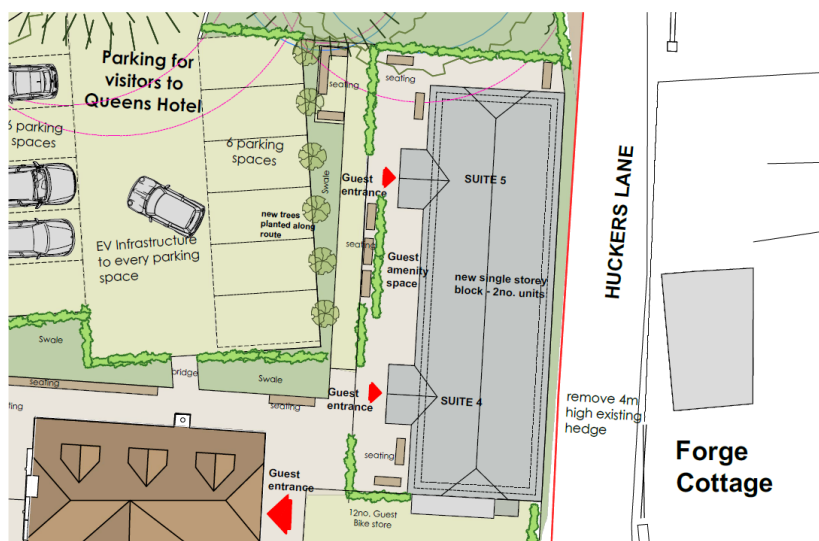 Parking for
visitors to
Queens Hotel
6 parking
spaces
6 parking
spaces
EV Infrastructure
to every parking
space
new trees
planted along
route
Swale
seating
seating
seating
seating
Guest
entrance
SUITE 5
Guest
amenity
space
new single storey
block - 2no. units
HUCKERS LANE
Swale
seating
bridge
Swale
seating
Guest
entrance
SUITE 4
remove 4m
high existing
hedge
Forge
Cottage
seating
Guest
entrance
12no. Guest
Bike store